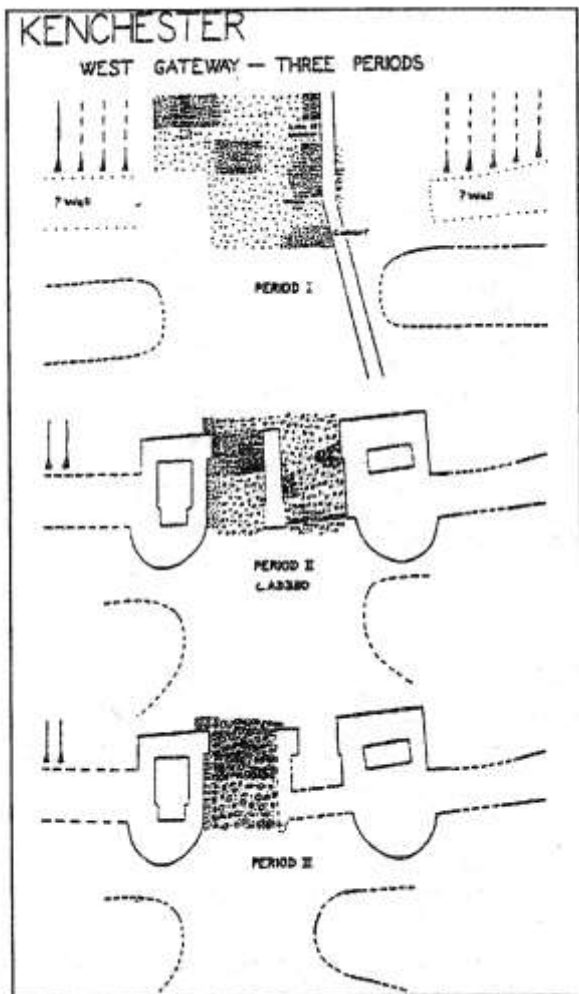 KENCHESTER
WEST GATEWAY — THREE PERIODS
? Wall
? Wall
PERIOD I
PERIOD II
PERIOD III